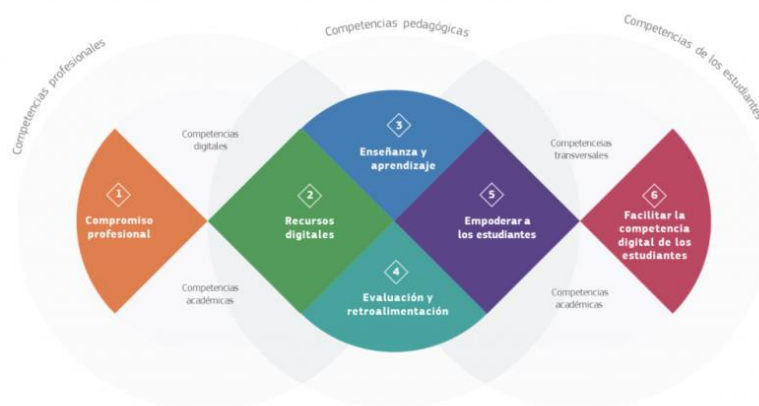 Competencias profesionales
Competencias pedagógicas
Competencias de los estudiantes
Competencias
digitales
Competencias
académicas
1
Compromiso
profesional
2
Recursos
digitales
3
Enseñanza y
aprendizaje
4
Evaluación y
retroalimentación
5
Empoderar a
los estudiantes
Competenceias
transversales
Competencias
académicas
6
Facilitar la
competencia
digital de los
estudiantes